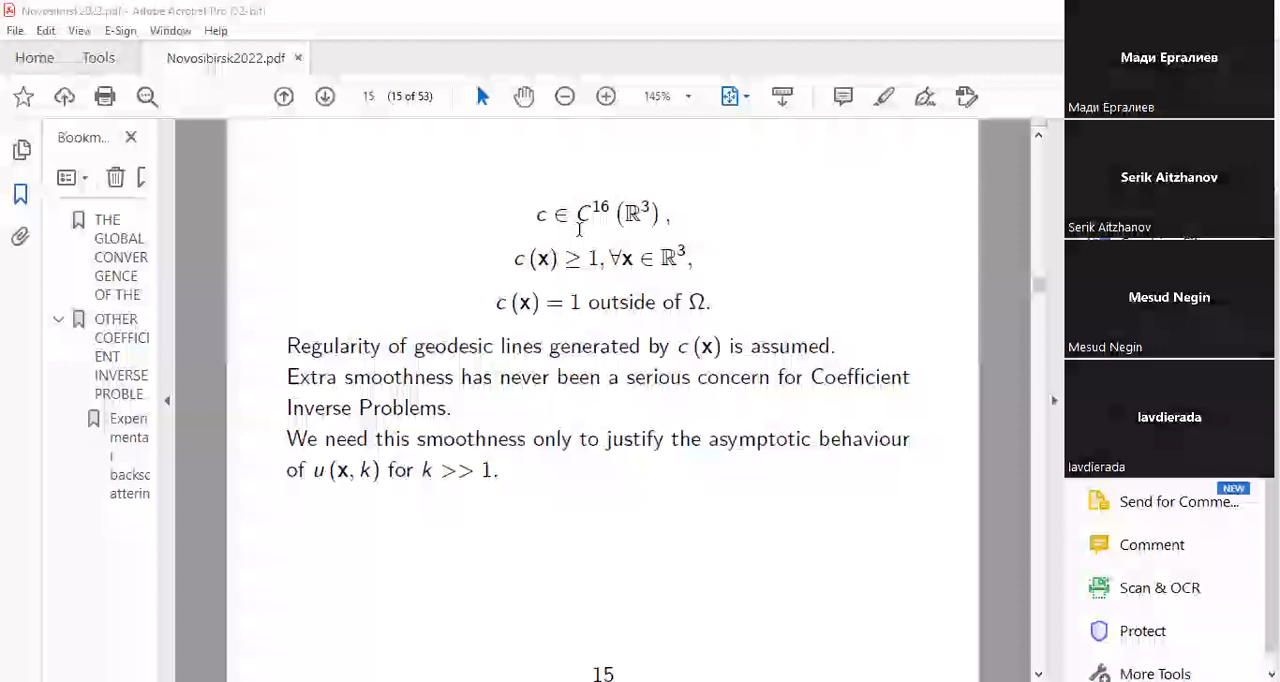 Novosibirsk2022.pdf - Adobe Acrobat Pro (32-bit)
File Edit View E-Sign Window Help
Home Tools Novosibirsk2022.pdf ×
15 (15 of 53) 145%
Bookm...
THE
GLOBAL
CONVER
GENCE
OF THE
OTHER
COEFFICI
ENT
INVERSE
PROBLE
Experi
menta
l
backsc
atterin
c ∈ C¹⁶ (ℝ³) ,
c (x) ≥ 1, ∀x ∈ ℝ³,
c (x) = 1 outside of Ω.
Regularity of geodesic lines generated by c (x) is assumed.
Extra smoothness has never been a serious concern for Coefficient
Inverse Problems.
We need this smoothness only to justify the asymptotic behaviour
of u (x, k) for k >> 1.
15
Мади Ергалиев
Мади Ергалиев
Serik Aitzhanov
Serik Aitzhanov
Mesud Negin
Mesud Negin
lavdierada
lavdierada
NEW
Send for Comme...
Comment
Scan & OCR
Protect
More Tools